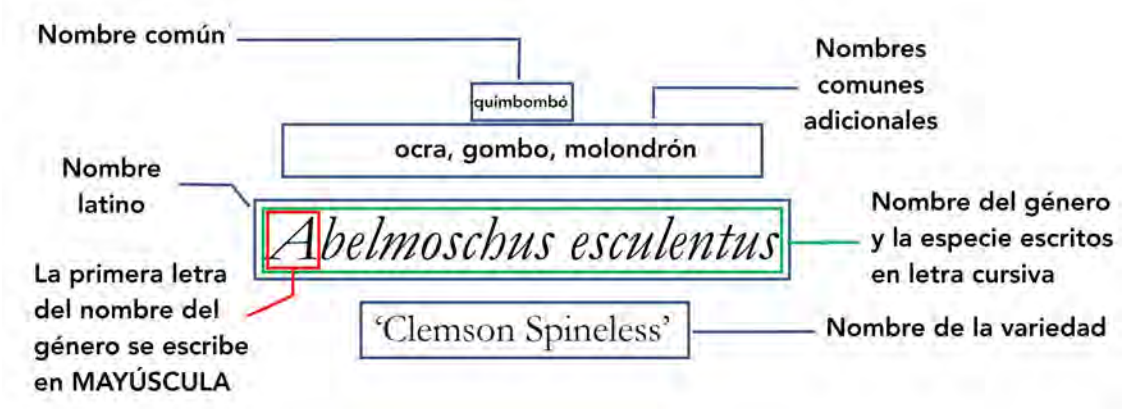 Nombre común
quimbombó
Nombres
comunes
adicionales
ocra, gombo, molondrón
Nombre
latino
Abelmoschus esculentus
Nombre del género
y la especie escritos
en letra cursiva
La primera letra
del nombre del
género se escribe
en MAYÚSCULA
‘Clemson Spineless’
Nombre de la variedad